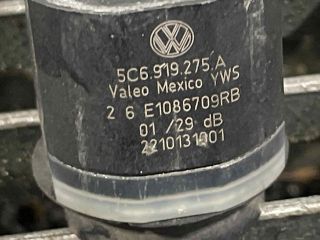 5C6.919.275.A
Valeo Mexico YWS
2 6 E1086709RB
01 /29 dB
2210131001